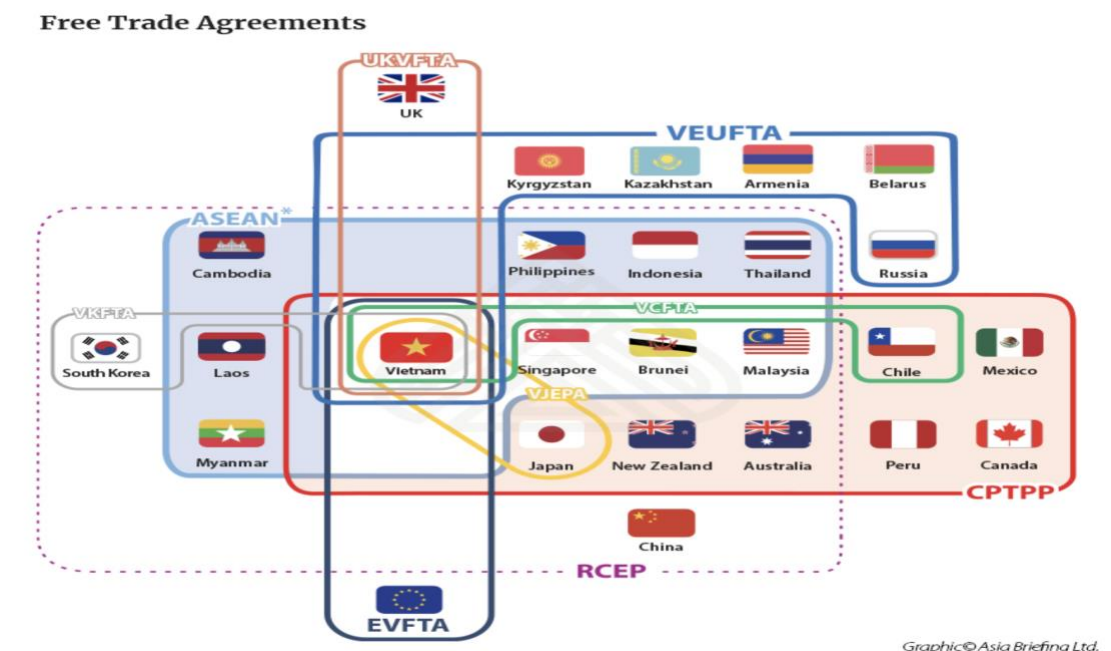 Free Trade Agreements
UKVFTA
UK
VEUFTA
Kyrgyzstan Kazakhstan Armenia Belarus
ASEAN*
Cambodia Philippines Indonesia Thailand Russia
VKFTA VCFTA
South Korea Laos Vietnam Singapore Brunei Malaysia Chile Mexico
VJEPA
Myanmar Japan New Zealand Australia Peru Canada
CPTPP
China
RCEP
EVFTA
Graphic©Asia Briefing Ltd.